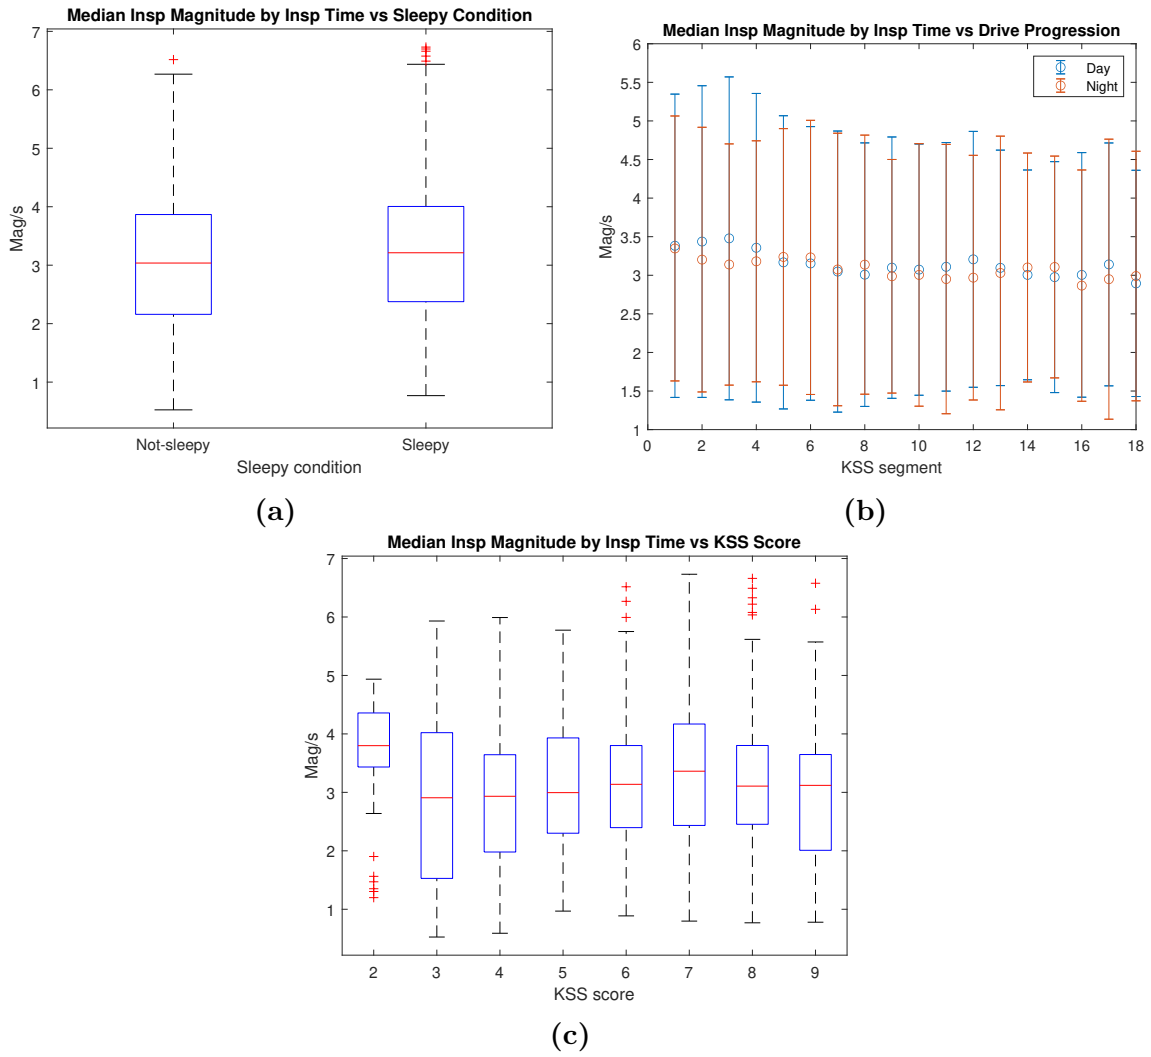 Median Insp Magnitude by Insp Time vs Sleepy Condition
7
6
5
4
3
2
1
Mag/s
Not-sleepy
Sleepy
Sleepy condition
(a)
Median Insp Magnitude by Insp Time vs Drive Progression
6
5.5
5
4.5
4
3.5
3
2.5
2
1.5
1
Mag/s
Day
Night
0 2 4 6 8 10 12 14 16 18
KSS segment
(b)
Median Insp Magnitude by Insp Time vs KSS Score
7
6
5
4
3
2
1
Mag/s
2 3 4 5 6 7 8 9
KSS score
(c)